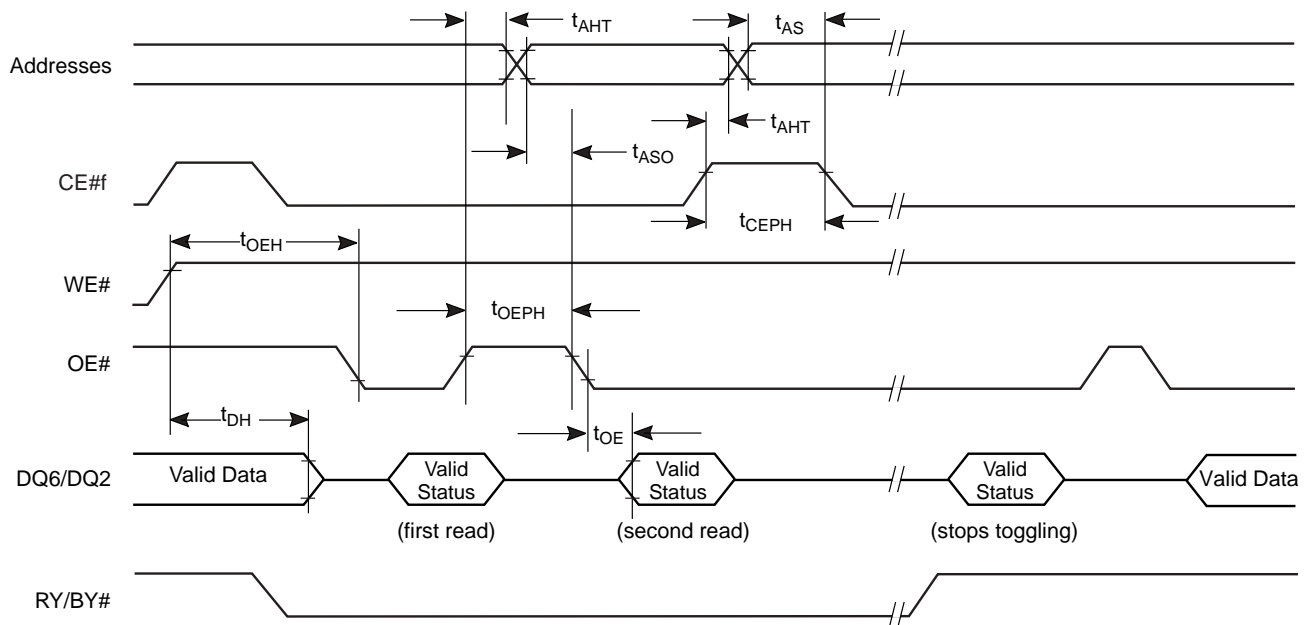 tAHT
tAS
Addresses
tAHT
tASO
CE#f
tCEPH
tOEH
WE#
tOEPH
OE#
tDH
tOE
DQ6/DQ2
Valid Data
Valid
Status
Valid
Status
Valid
Status
Valid Data
(first read)
(second read)
(stops toggling)
RY/BY#